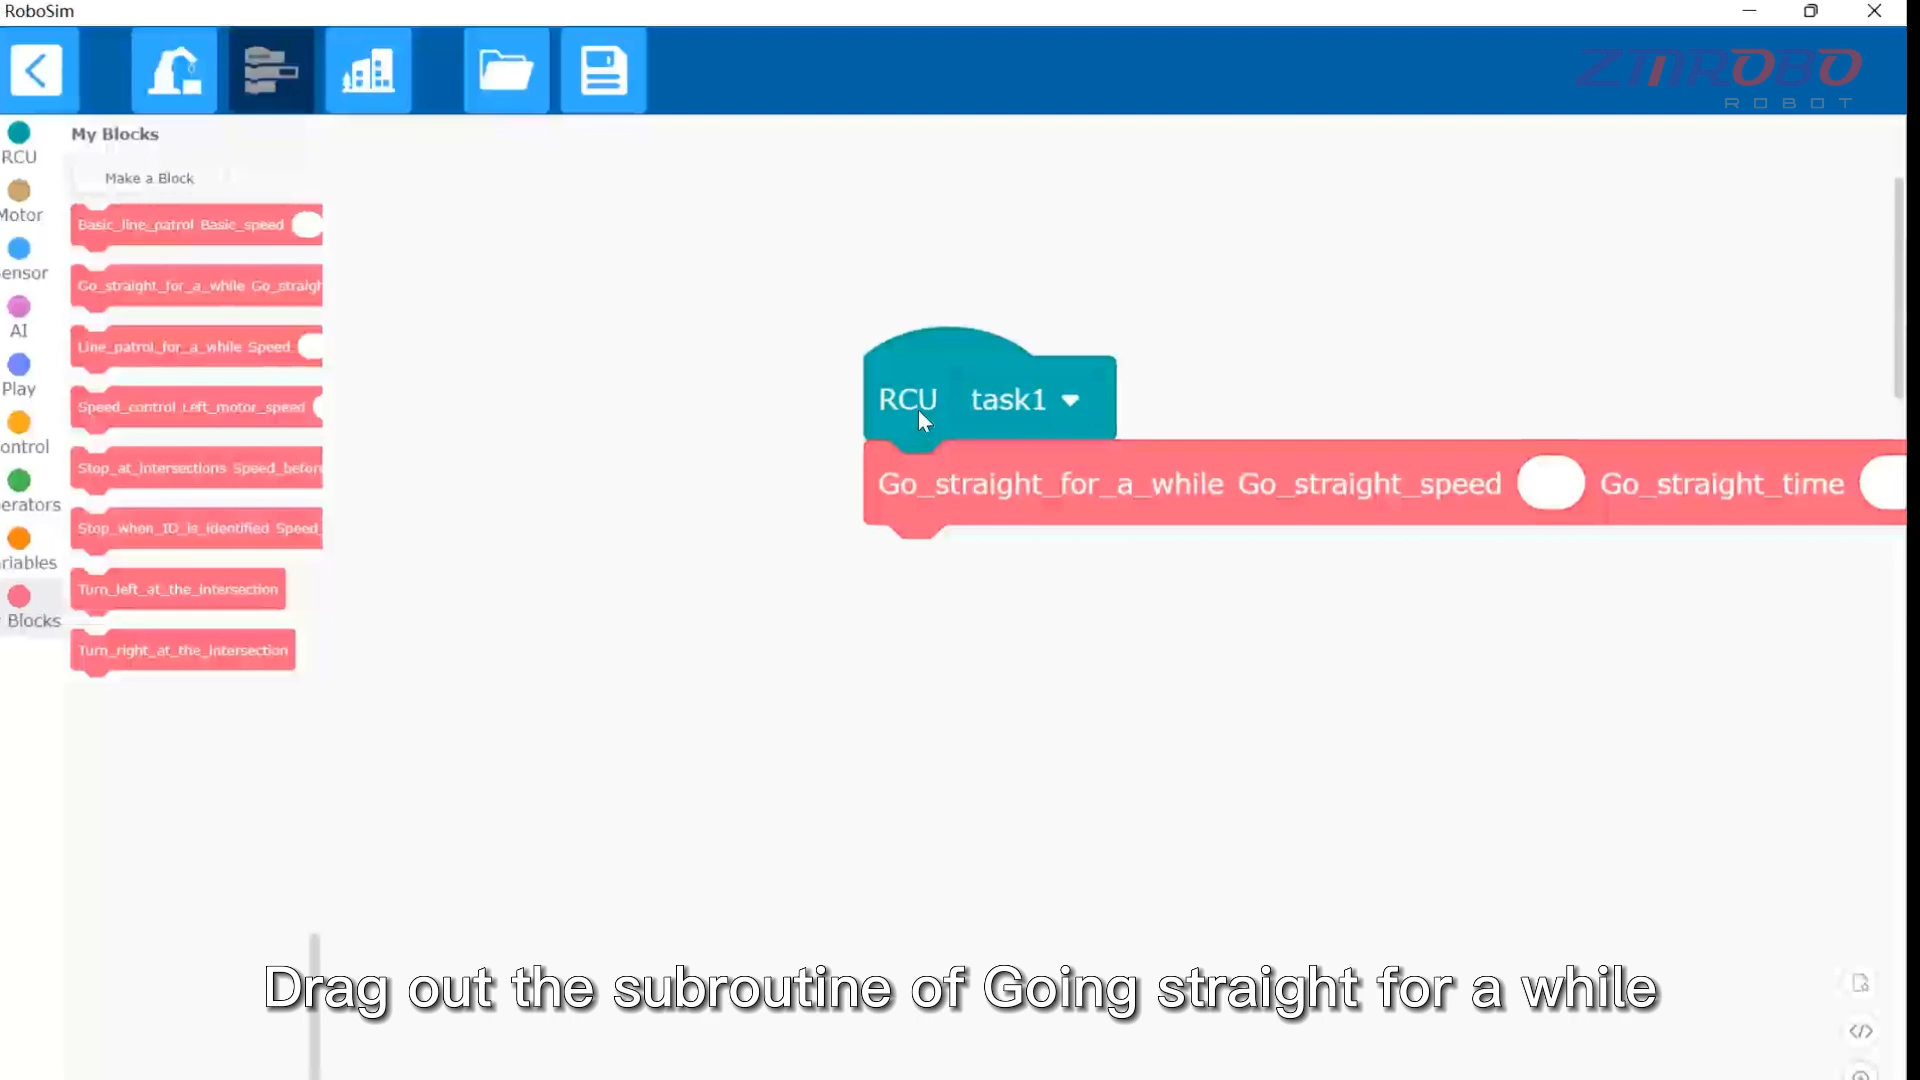 RoboSim
ZMROBO
ROBOT
RCU
Motor
ensor
AI
Play
ontrol
erators
riables
Blocks
My Blocks
Make a Block
Basic_line_patrol Basic_speed
Go_straight_for_a_while Go_straigh
Line_patrol_for_a_while Speed
Speed_control Left_motor_speed
Stop_at_intersections Speed_befor
Stop_when_ID_is_identified Speed_
Turn_left_at_the_intersection
Turn_right_at_the_intersection
RCU task1
Go_straight_for_a_while Go_straight_speed Go_straight_time
Drag out the subroutine of Going straight for a while